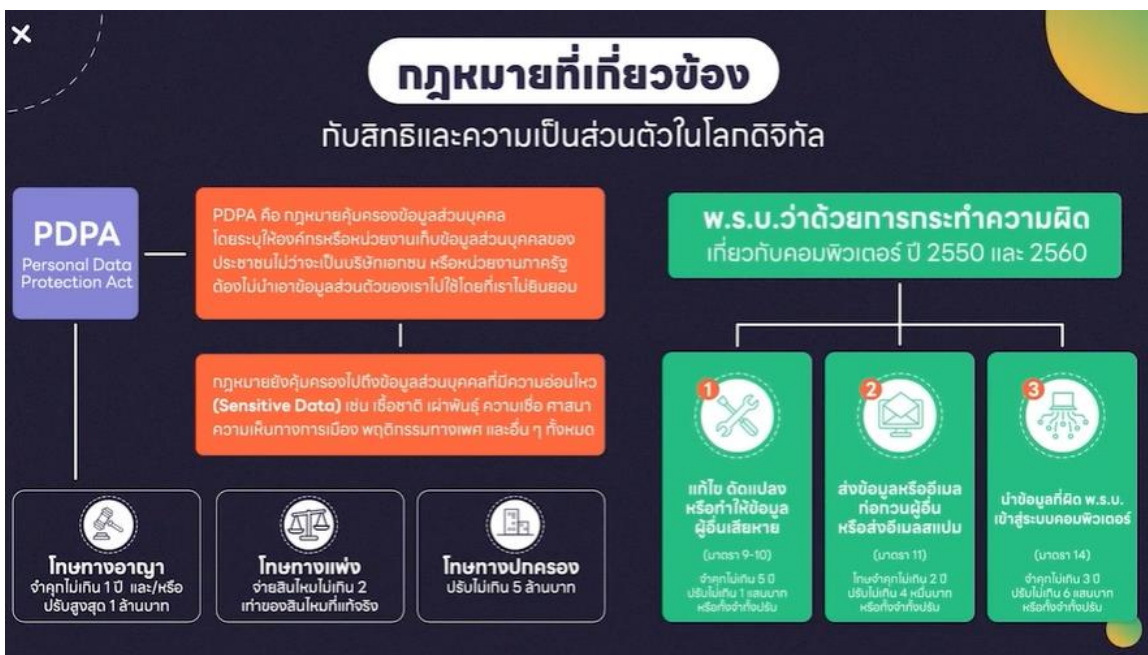 กฎหมายที่เกี่ยวข้อง
กับสิทธิและความเป็นส่วนตัวในโลกดิจิทัล
PDPA
Personal Data
Protection Act
PDPA คือ กฎหมายคุ้มครองข้อมูลส่วนบุคคล
โดยระบุให้องค์กรหรือหน่วยงานเก็บข้อมูลส่วนบุคคลของ
ประชาชนไม่ว่าจะเป็นบริษัทเอกชน หรือหน่วยงานภาครัฐ
ต้องไม่นำเอาข้อมูลส่วนตัวของเราไปใช้โดยที่เราไม่ยินยอม
กฎหมายยังคุ้มครองไปถึงข้อมูลส่วนบุคคลที่มีความอ่อนไหว
(Sensitive Data) เช่น เชื้อชาติ เผ่าพันธุ์ ความเชื่อ ศาสนา
ความเห็นทางการเมือง พฤติกรรมทางเพศ และอื่น ๆ ทั้งหมด
โทษทางอาญา
จำคุกไม่เกิน 1 ปี และ/หรือ
ปรับสูงสุด 1 ล้านบาท
โทษทางแพ่ง
จ่ายสินไหมไม่เกิน 2
เท่าของสินไหมที่แท้จริง
โทษทางปกครอง
ปรับไม่เกิน 5 ล้านบาท
พ.ร.บ.ว่าด้วยการกระทำความผิด
เกี่ยวกับคอมพิวเตอร์ ปี 2550 และ 2560
1
แก้ไข ดัดแปลง
หรือทำให้ข้อมูล
ผู้อื่นเสียหาย
(มาตรา 9-10)
จำคุกไม่เกิน 5 ปี
ปรับไม่เกิน 1 แสนบาท
หรือทั้งจำทั้งปรับ
2
ส่งข้อมูลหรืออีเมล
ก่อกวนผู้อื่น
หรือส่งอีเมลสแปม
(มาตรา 11)
โทษจำคุกไม่เกิน 2 ปี
ปรับไม่เกิน 4 หมื่นบาท
หรือทั้งจำทั้งปรับ
3
นำข้อมูลที่ผิด พ.ร.บ.
เข้าสู่ระบบคอมพิวเตอร์
(มาตรา 14)
จำคุกไม่เกิน 3 ปี
ปรับไม่เกิน 6 แสนบาท
หรือทั้งจำทั้งปรับ